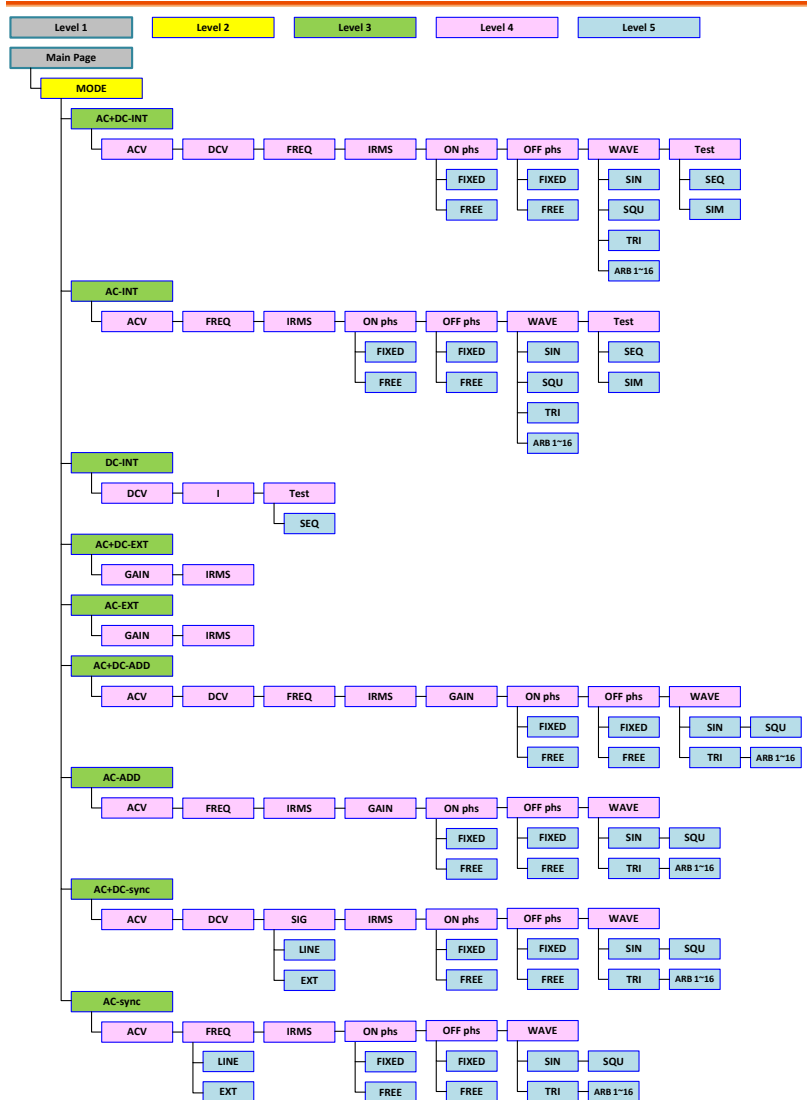 Level 1 Level 2 Level 3 Level 4 Level 5
Main Page
MODE
AC+DC-INT
ACV DCV FREQ IRMS ON phs OFF phs WAVE Test
FIXED FIXED SIN SEQ
FREE FREE SQU SIM
TRI
ARB 1~16
AC-INT
ACV FREQ IRMS ON phs OFF phs WAVE Test
FIXED FIXED SIN SEQ
FREE FREE SQU SIM
TRI
ARB 1~16
DC-INT
DCV I Test
SEQ
AC+DC-EXT
GAIN IRMS
AC-EXT
GAIN IRMS
AC+DC-ADD
ACV DCV FREQ IRMS GAIN ON phs OFF phs WAVE
FIXED FIXED SIN SQU
FREE FREE TRI ARB 1~16
AC-ADD
ACV FREQ IRMS GAIN ON phs OFF phs WAVE
FIXED FIXED SIN SQU
FREE FREE TRI ARB 1~16
AC+DC-sync
ACV DCV SIG IRMS ON phs OFF phs WAVE
LINE FIXED FIXED SIN SQU
EXT FREE FREE TRI ARB 1~16
AC-sync
ACV FREQ IRMS ON phs OFF phs WAVE
LINE FIXED FIXED SIN SQU
EXT FREE FREE TRI ARB 1~16